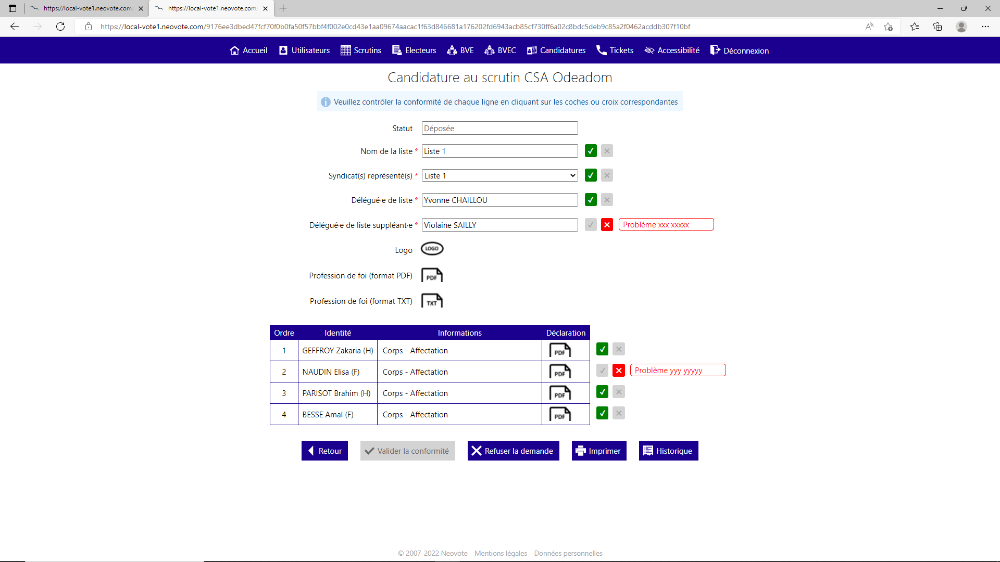 https://local-vote1.neovote.com/
https://local-vote1.neovote.com/
https://local-vote1.neovote.com/9176ee3dbed47fcf70f0b0fa50f57bbf4f002e0cd43e1aa09674aacac1f63d846681a176202fd6943acb85cf730ff6a02c8bdc5deb9c85a2f0462acddb307f10bf
Accueil Utilisateurs Scrutins Electeurs BVE BVEC Candidatures Tickets Accessibilité Déconnexion
Candidature au scrutin CSA Odeadom
Veuillez contrôler la conformité de chaque ligne en cliquant sur les coches ou croix correspondantes
Statut Déposée
Nom de la liste * Liste 1
Syndicat(s) représenté(s) * Liste 1
Délégué·e de liste * Yvonne CHAILLOU
Délégué·e de liste suppléant·e * Violaine SAILLY Problème xxx xxxxx
Logo LOGO
Profession de foi (format PDF) PDF
Profession de foi (format TXT) TXT
Ordre Identité Informations Déclaration
1 GEFFROY Zakaria (H) Corps - Affectation PDF
2 NAUDIN Elisa (F) Corps - Affectation PDF Problème yyy yyyyy
3 PARISOT Brahim (H) Corps - Affectation PDF
4 BESSE Amal (F) Corps - Affectation PDF
Retour Valider la conformité Refuser la demande Imprimer Historique
© 2007-2022 Neovote Mentions légales Données personnelles